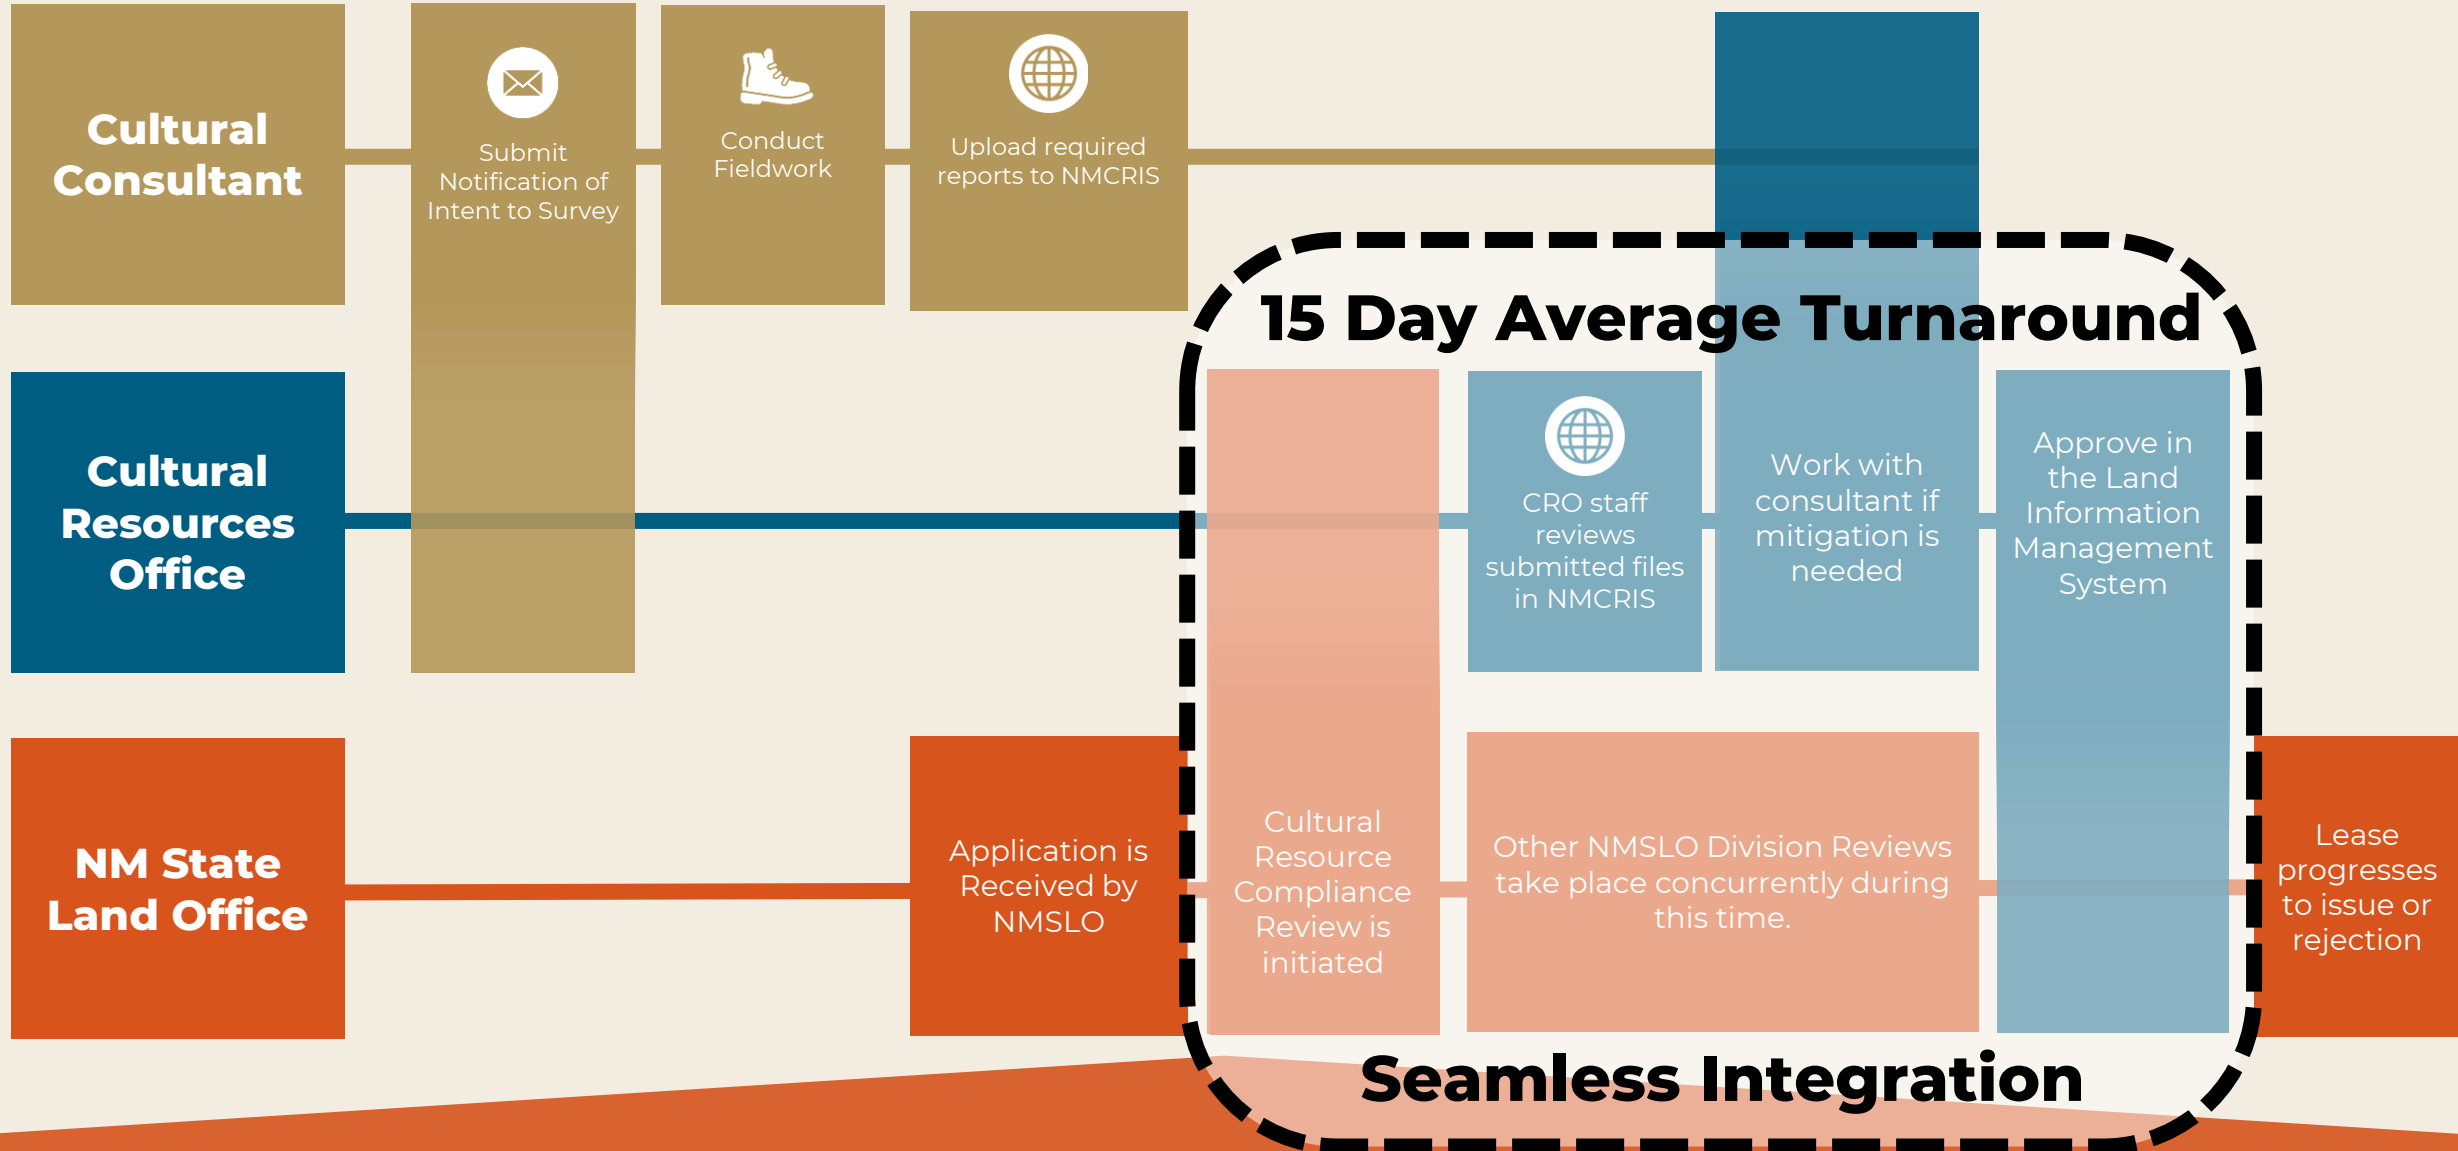 Cultural
Consultant
Submit
Notification of
Intent to Survey
Conduct
Fieldwork
Upload required
reports to NMCRIS
15 Day Average Turnaround
Cultural
Resources
Office
CRO staff
reviews
submitted files
in NMCRIS
Work with
consultant if
mitigation is
needed
Approve in
the Land
Information
Management
System
NM State
Land Office
Application is
Received by
NMSLO
Cultural
Resource
Compliance
Review is
initiated
Other NMSLO Division Reviews
take place concurrently during
this time.
Lease
progresses
to issue or
rejection
Seamless Integration